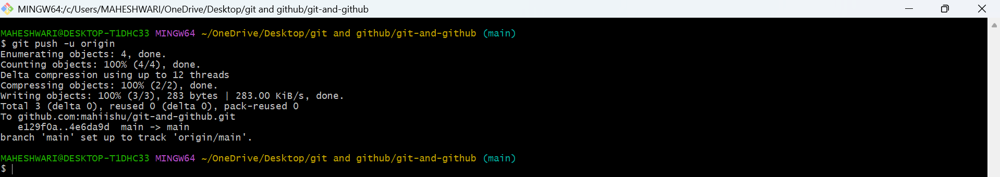 MINGW64:/c/Users/MAHESHWARI/OneDrive/Desktop/git and github/git-and-github
MAHESHWARI@DESKTOP-T1DHC33 MINGW64 ~/OneDrive/Desktop/git and github/git-and-github (main)
$ git push -u origin
Enumerating objects: 4, done.
Counting objects: 100% (4/4), done.
Delta compression using up to 12 threads
Compressing objects: 100% (2/2), done.
Writing objects: 100% (3/3), 283 bytes | 283.00 KiB/s, done.
Total 3 (delta 0), reused 0 (delta 0), pack-reused 0
To github.com:mahiishu/git-and-github.git
   e129f0a..4e6da9d  main -> main
branch 'main' set up to track 'origin/main'.
MAHESHWARI@DESKTOP-T1DHC33 MINGW64 ~/OneDrive/Desktop/git and github/git-and-github (main)
$